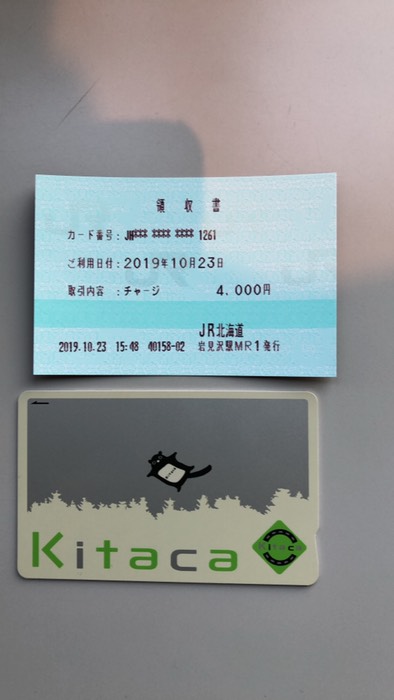 領収書
カード番号：JH*** **** **** 1261
ご利用日付：2019年10月23日
取引内容 ：チャージ 4,000円
JR北海道
2019.10.23 15:48 40158-02 岩見沢駅MR1発行
Kitaca
Kitaca